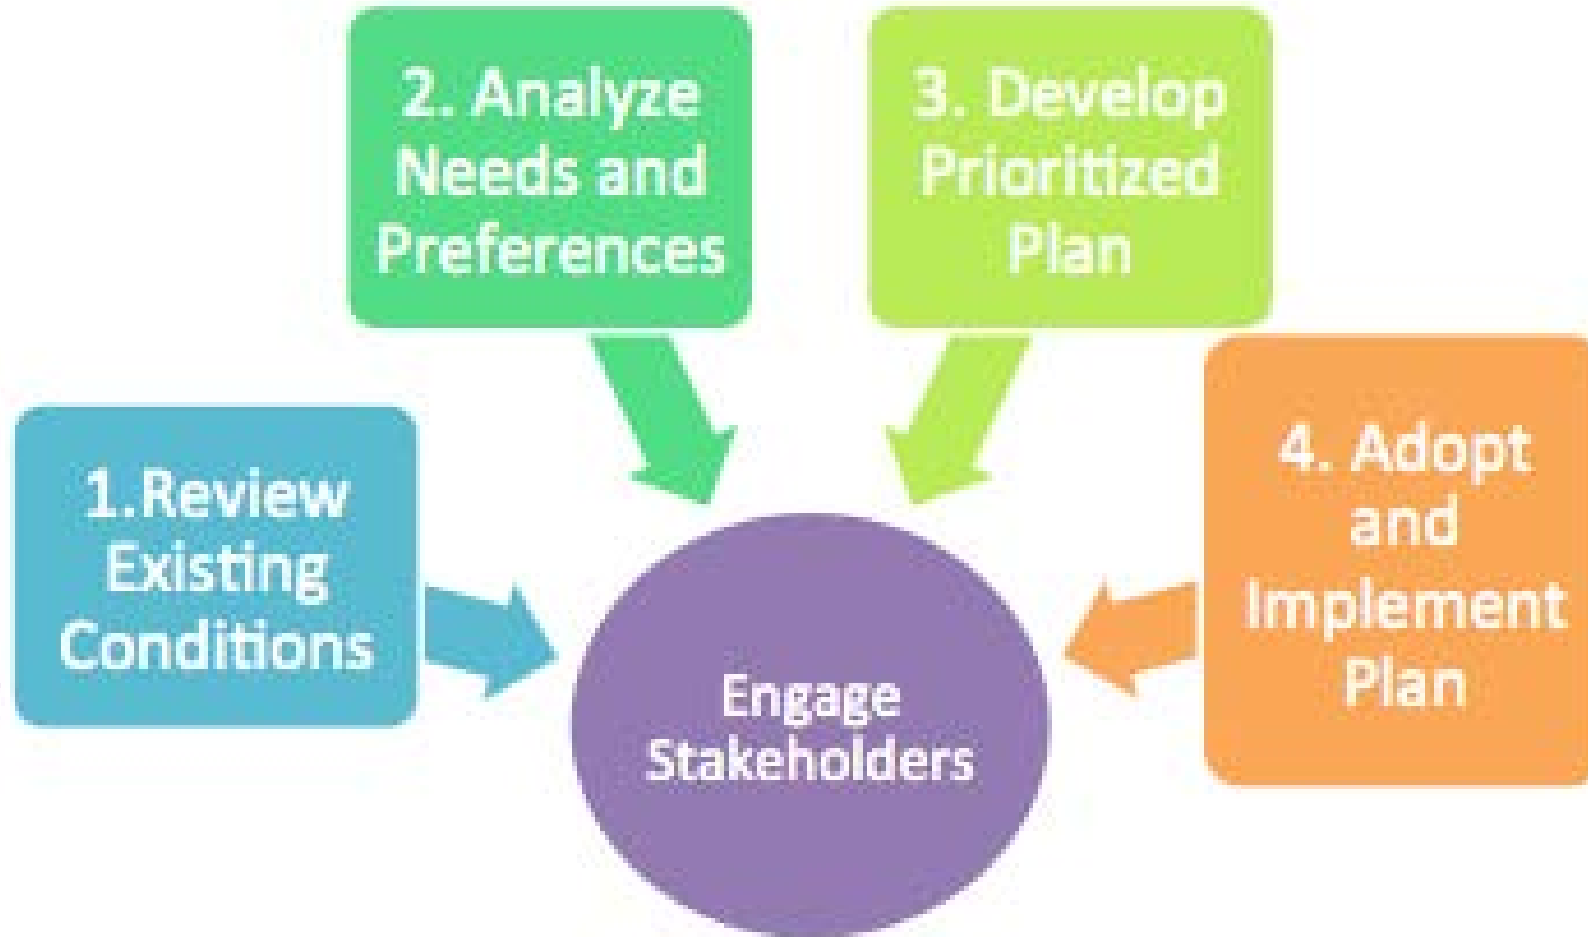 1.Review
Existing
Conditions
2. Analyze
Needs and
Preferences
3. Develop
Prioritized
Plan
4. Adopt
and
Implement
Plan
Engage
Stakeholders